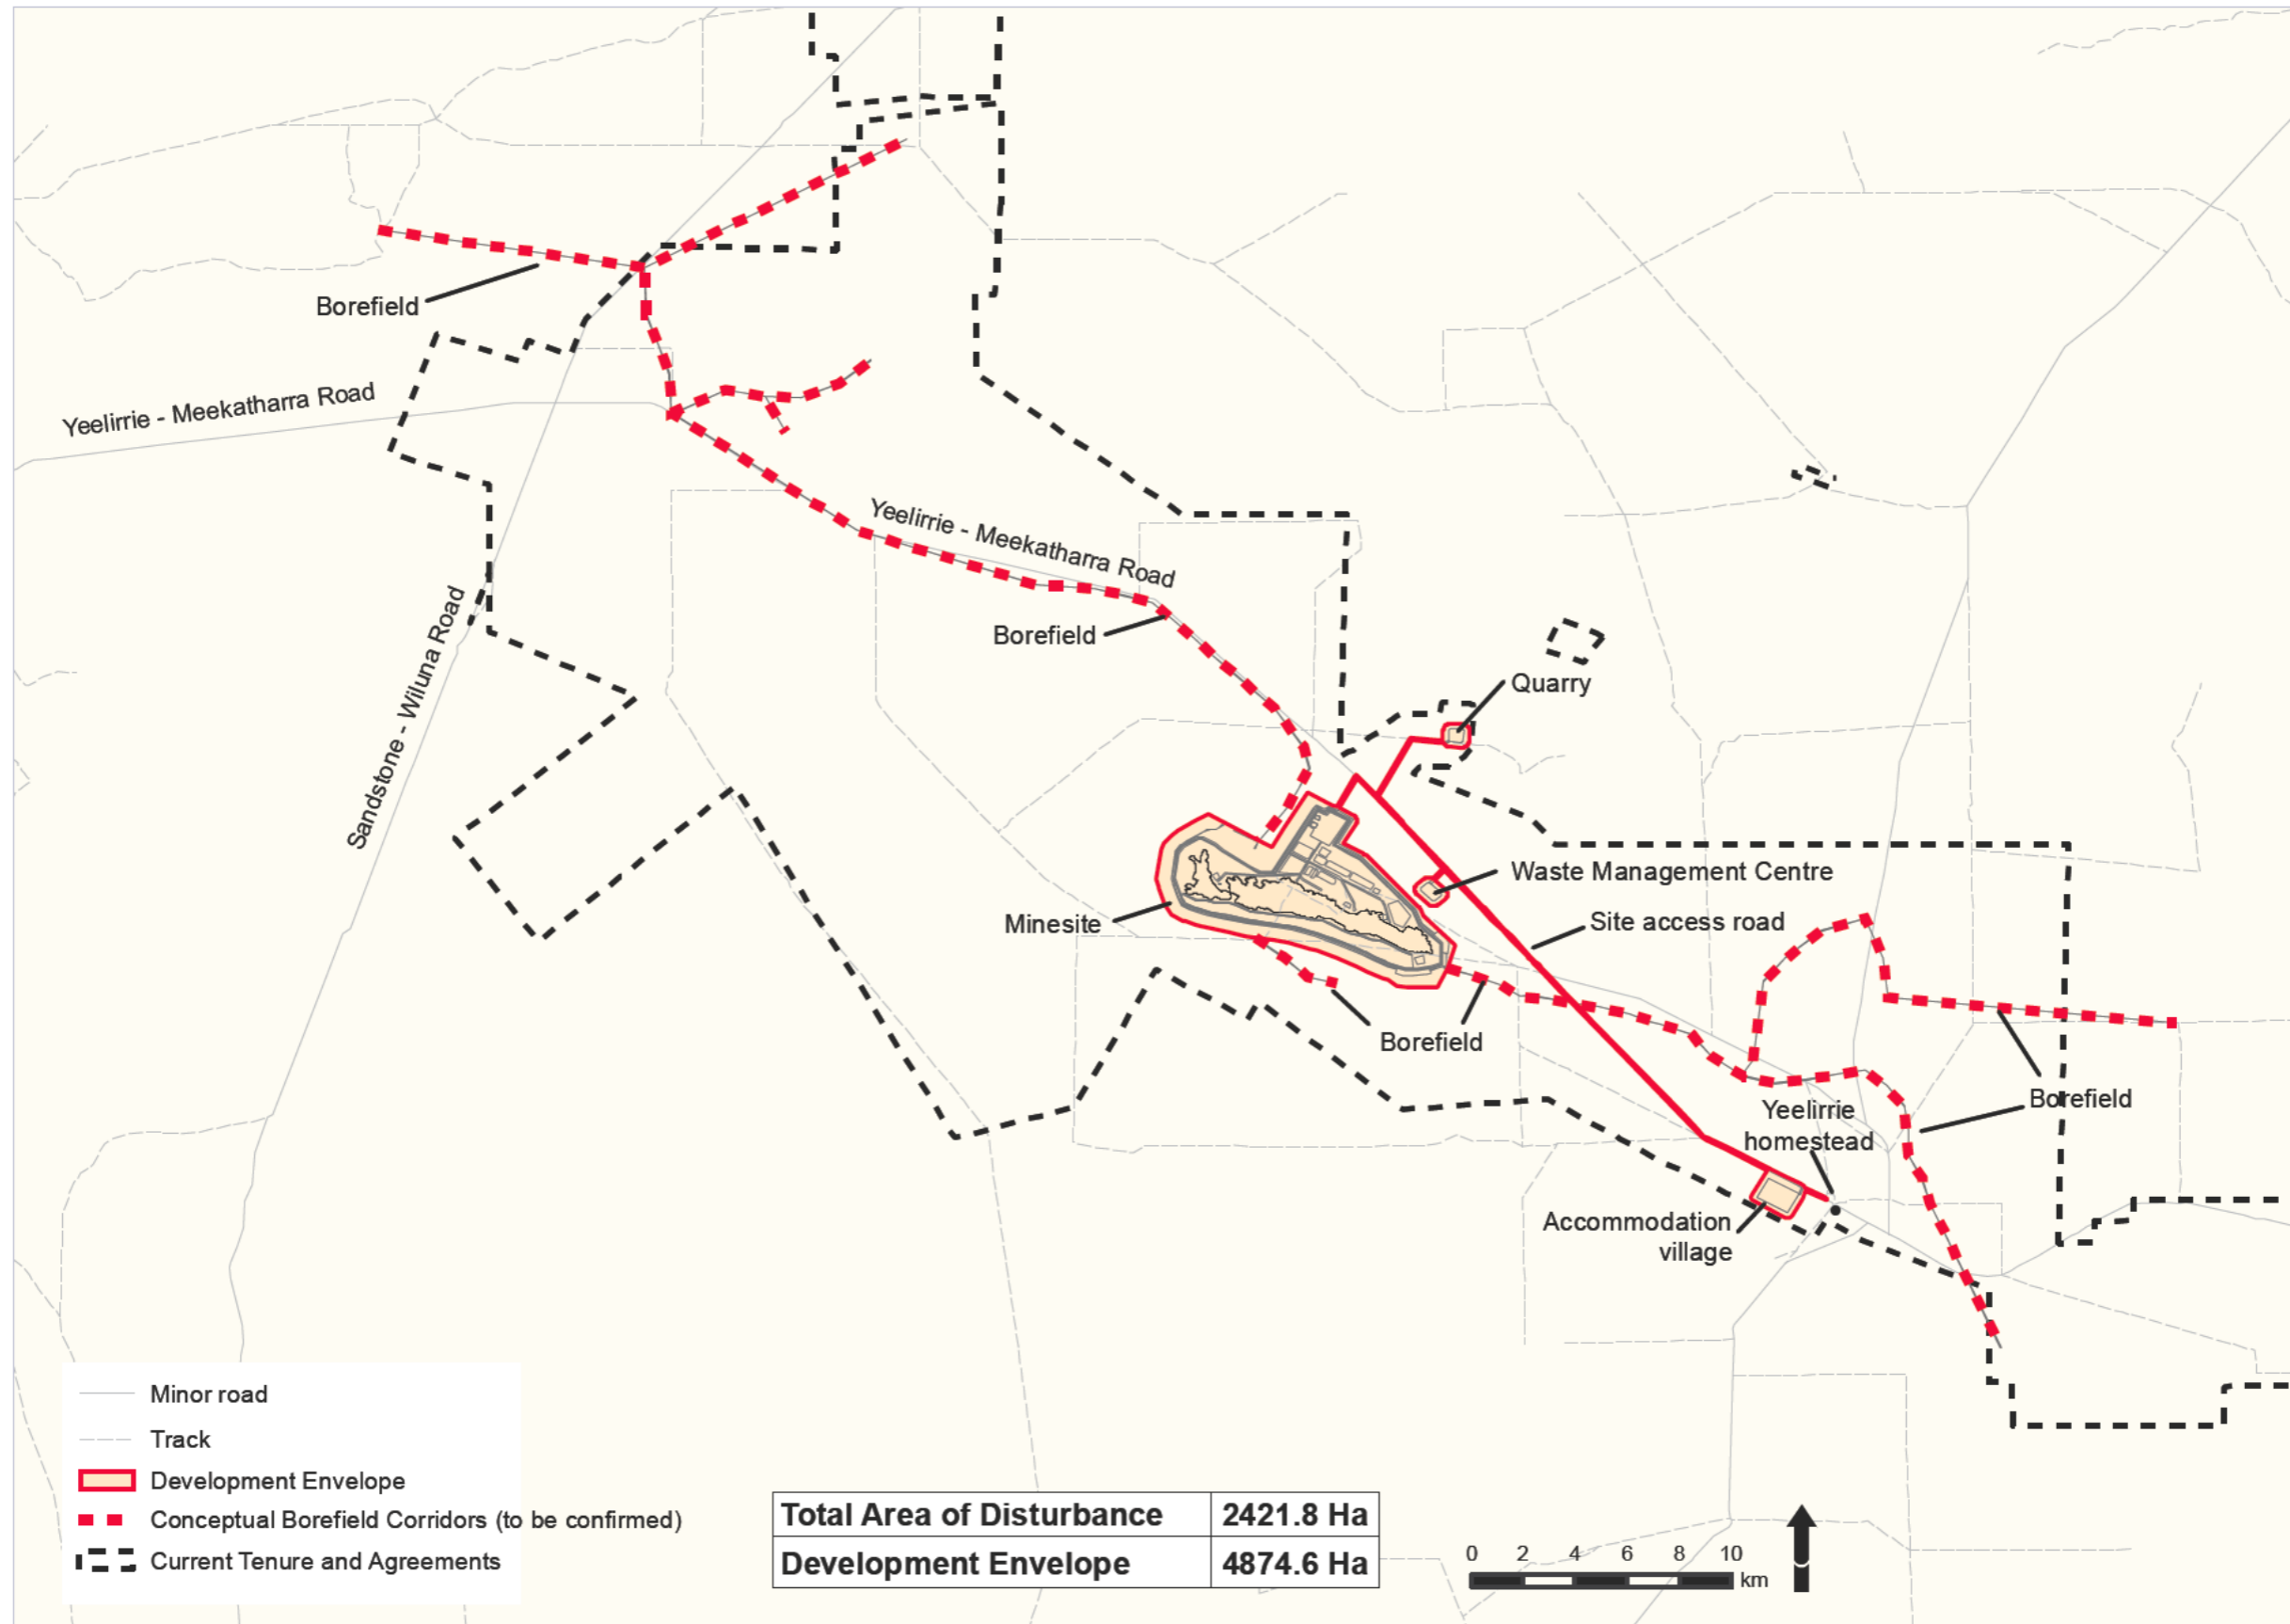 Borefield
Yeelirrie - Meekatharra Road
Yeelirrie - Meekatharra Road
Sandstone - Wiluna Road
Borefield
Quarry
Waste Management Centre
Minesite
Site access road
Borefield
Borefield
Yeelirrie
homestead
Accommodation
village
Minor road
Track
Development Envelope
Conceptual Borefield Corridors (to be confirmed)
Current Tenure and Agreements
Total Area of Disturbance 2421.8 Ha
Development Envelope 4874.6 Ha
0 2 4 6 8 10
km